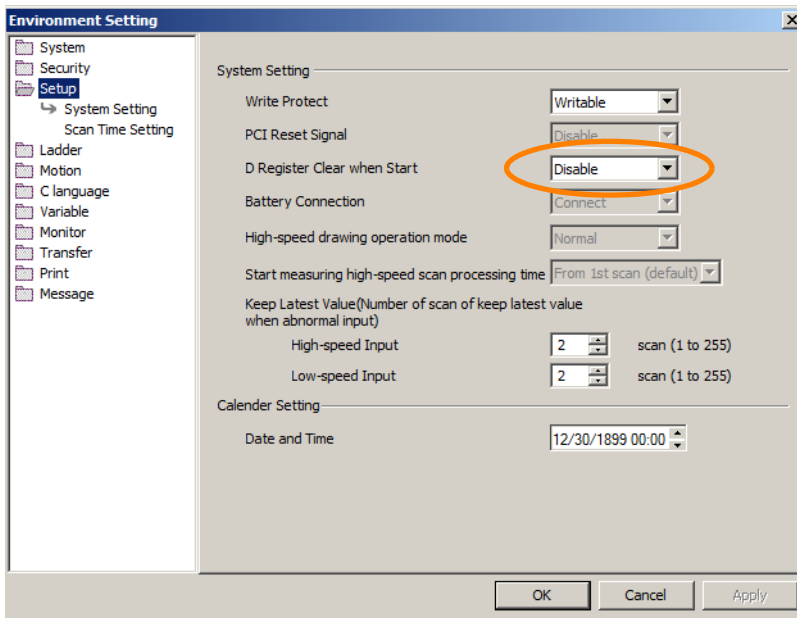 Environment Setting
System
Security
Setup
System Setting
Scan Time Setting
Ladder
Motion
C language
Variable
Monitor
Transfer
Print
Message
System Setting
Write Protect Writable
PCI Reset Signal Disable
D Register Clear when Start Disable
Battery Connection Connect
High-speed drawing operation mode Normal
Start measuring high-speed scan processing time From 1st scan (default)
Keep Latest Value(Number of scan of keep latest value
when abnormal input)
High-speed Input 2 scan (1 to 255)
Low-speed Input 2 scan (1 to 255)
Calender Setting
Date and Time 12/30/1899 00:00
OK Cancel Apply